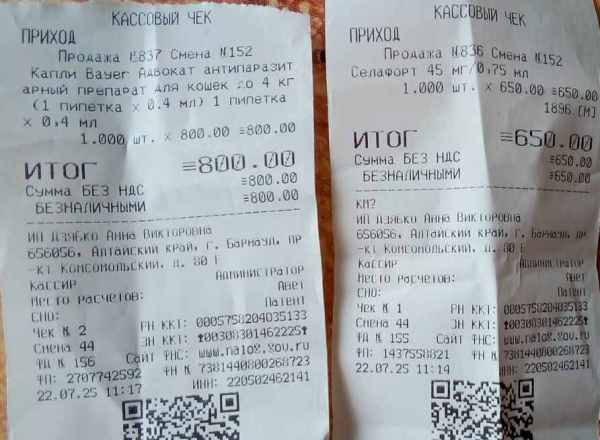 КАССОВЫЙ ЧЕК
ПРИХОД
Продажа №837 Смена №152
Капли Bayer Адвокат антипаразит
арный препарат для кошек до 4 кг
(1 пипетка x 0.4 мл) 1 пипетка
x 0,4 мл
1.000 шт. x 800.00 ≡800.00
ИТОГ ≡800.00
Сумма БЕЗ НДС ≡800.00
БЕЗНАЛИЧНЫМИ ≡800.00
ИП Дзябко Анна Викторовна
656056, Алтайский край, г. Барнаул, пр
-кт Комсомольский, д. 80 Е
Кассир Администратор
Место расчетов: Авет
СНО: Патент
Чек № 2 РН ККТ: 0005758204035133
Смена 44 ЗН ККТ: 00308301462225
ФД № 156 Сайт ФНС: www.nalog.gov.ru
ФП: 2707742592 ФН № 7381440800268723
22.07.25 11:17 ИНН: 220502462141
КАССОВЫЙ ЧЕК
ПРИХОД
Продажа №836 Смена №152
Селафорт 45 мг/0,75 мл
1.000 шт. x 650.00 ≡650.00
1896 [М]
ИТОГ ≡650.00
Сумма БЕЗ НДС ≡650.00
БЕЗНАЛИЧНЫМИ ≡650.00
КМ?
ИП Дзябко Анна Викторовна
656056, Алтайский край, г. Барнаул, пр
-кт Комсомольский, д. 80 Е
Кассир Администратор
Место расчетов: Авет
СНО: Патент
Чек № 1 РН ККТ: 0005758204035133
Смена 44 ЗН ККТ: 00308301462225
ФД № 155 Сайт ФНС: www.nalog.gov.ru
ФП: 1437558821 ФН № 7381440800268723
22.07.25 11:14 ИНН: 220502462141